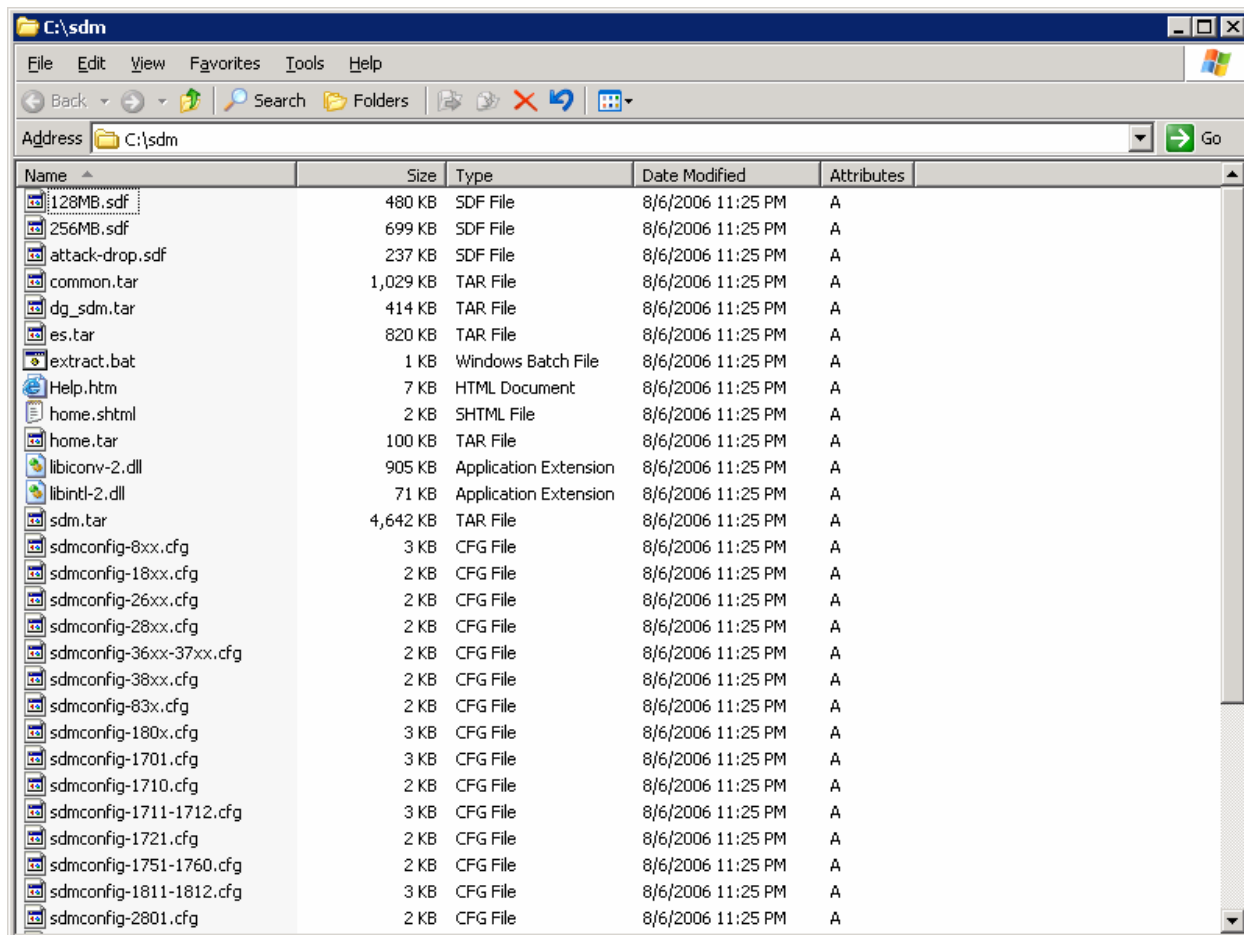 C:\sdm
File Edit View Favorites Tools Help
Back Search Folders
Address C:\sdm Go
Name Size Type Date Modified Attributes
128MB.sdf 480 KB SDF File 8/6/2006 11:25 PM A
256MB.sdf 699 KB SDF File 8/6/2006 11:25 PM A
attack-drop.sdf 237 KB SDF File 8/6/2006 11:25 PM A
common.tar 1,029 KB TAR File 8/6/2006 11:25 PM A
dg_sdm.tar 414 KB TAR File 8/6/2006 11:25 PM A
es.tar 820 KB TAR File 8/6/2006 11:25 PM A
extract.bat 1 KB Windows Batch File 8/6/2006 11:25 PM A
Help.htm 7 KB HTML Document 8/6/2006 11:25 PM A
home.shtml 2 KB SHTML File 8/6/2006 11:25 PM A
home.tar 100 KB TAR File 8/6/2006 11:25 PM A
libiconv-2.dll 905 KB Application Extension 8/6/2006 11:25 PM A
libintl-2.dll 71 KB Application Extension 8/6/2006 11:25 PM A
sdm.tar 4,642 KB TAR File 8/6/2006 11:25 PM A
sdmconfig-8xx.cfg 3 KB CFG File 8/6/2006 11:25 PM A
sdmconfig-18xx.cfg 2 KB CFG File 8/6/2006 11:25 PM A
sdmconfig-26xx.cfg 2 KB CFG File 8/6/2006 11:25 PM A
sdmconfig-28xx.cfg 2 KB CFG File 8/6/2006 11:25 PM A
sdmconfig-36xx-37xx.cfg 2 KB CFG File 8/6/2006 11:25 PM A
sdmconfig-38xx.cfg 2 KB CFG File 8/6/2006 11:25 PM A
sdmconfig-83x.cfg 2 KB CFG File 8/6/2006 11:25 PM A
sdmconfig-180x.cfg 3 KB CFG File 8/6/2006 11:25 PM A
sdmconfig-1701.cfg 3 KB CFG File 8/6/2006 11:25 PM A
sdmconfig-1710.cfg 2 KB CFG File 8/6/2006 11:25 PM A
sdmconfig-1711-1712.cfg 3 KB CFG File 8/6/2006 11:25 PM A
sdmconfig-1721.cfg 2 KB CFG File 8/6/2006 11:25 PM A
sdmconfig-1751-1760.cfg 2 KB CFG File 8/6/2006 11:25 PM A
sdmconfig-1811-1812.cfg 3 KB CFG File 8/6/2006 11:25 PM A
sdmconfig-2801.cfg 2 KB CFG File 8/6/2006 11:25 PM A